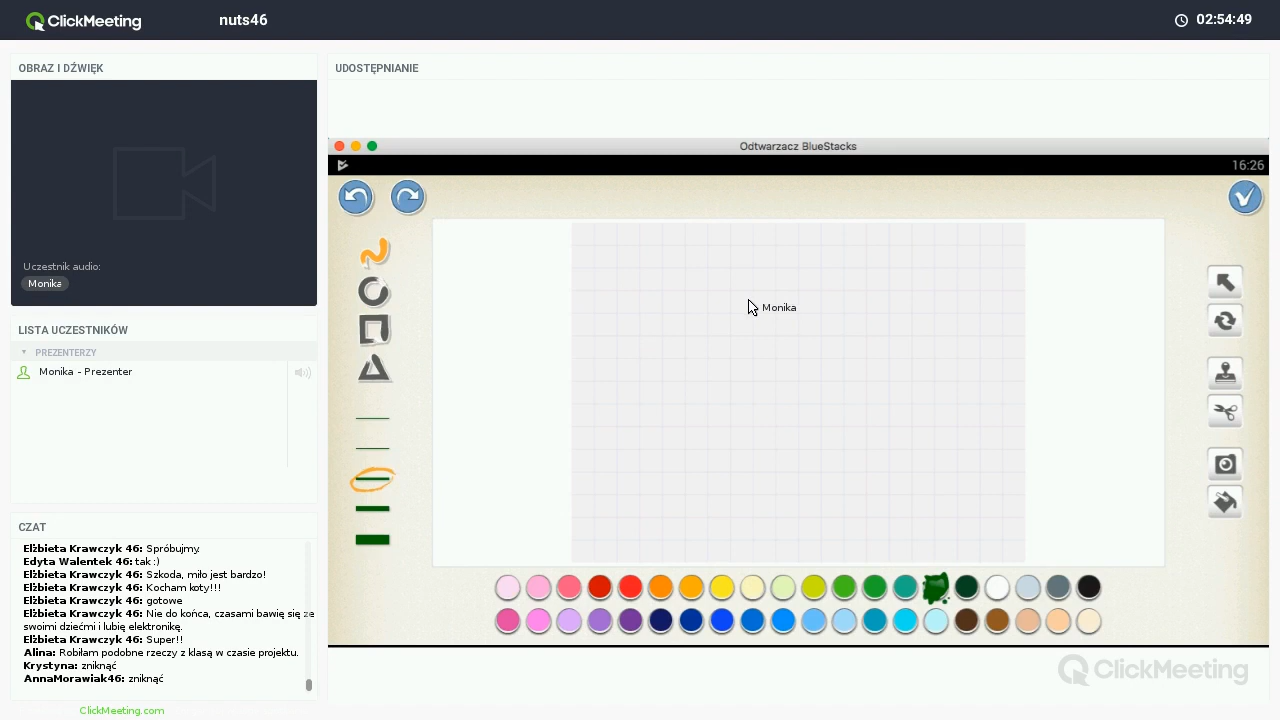 ClickMeeting
nuts46
02:54:49
OBRAZ I DŹWIĘK
Uczestnik audio:
Monika
LISTA UCZESTNIKÓW
PREZENTERZY
Monika - Prezenter
CZAT
Elżbieta Krawczyk 46: Spróbujmy.
Edyta Walentek 46: tak :)
Elżbieta Krawczyk 46: Szkoda, miło jest bardzo!
Elżbieta Krawczyk 46: Kocham koty!!!
Elżbieta Krawczyk 46: gotowe
Elżbieta Krawczyk 46: Nie do końca, czasami bawię się ze
swoimi dziećmi i lubię elektronikę.
Elżbieta Krawczyk 46: Super!!
Alina: Robiłam podobne rzeczy z klasą w czasie projektu.
Krystyna: zniknąć
AnnaMorawiak46: zniknąć
ClickMeeting.com
UDOSTĘPNIANIE
Odtwarzacz BlueStacks
16:26
Monika
ClickMeeting